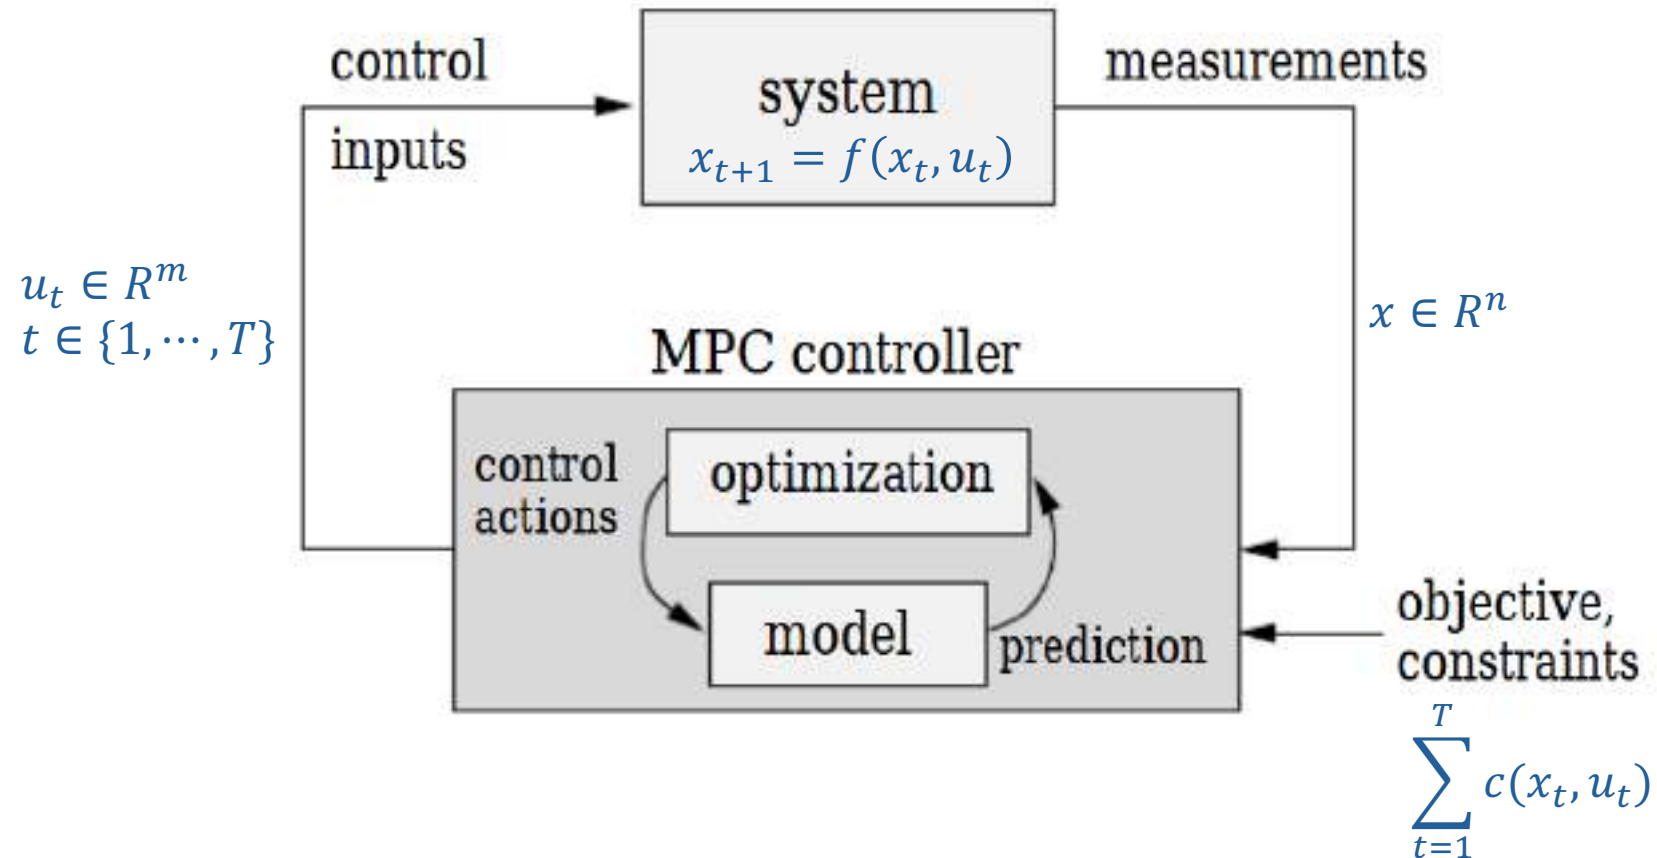 control
inputs
system
x_{t+1} = f(x_t, u_t)
measurements
u_t ∈ R^m
t ∈ {1, ⋯, T}
x ∈ R^n
MPC controller
control
actions
optimization
model
prediction
objective,
constraints
\sum_{t=1}^{T} c(x_t, u_t)